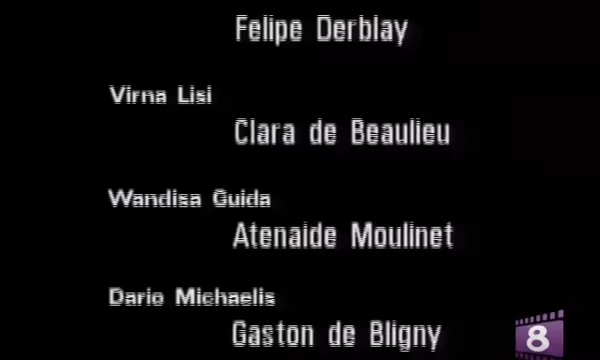 Felipe Derblay
Virna Lisi
Clara de Beaulieu
Wandisa Guida
Atenaide Moulinet
Dario Michaelis
Gaston de Bligny
8